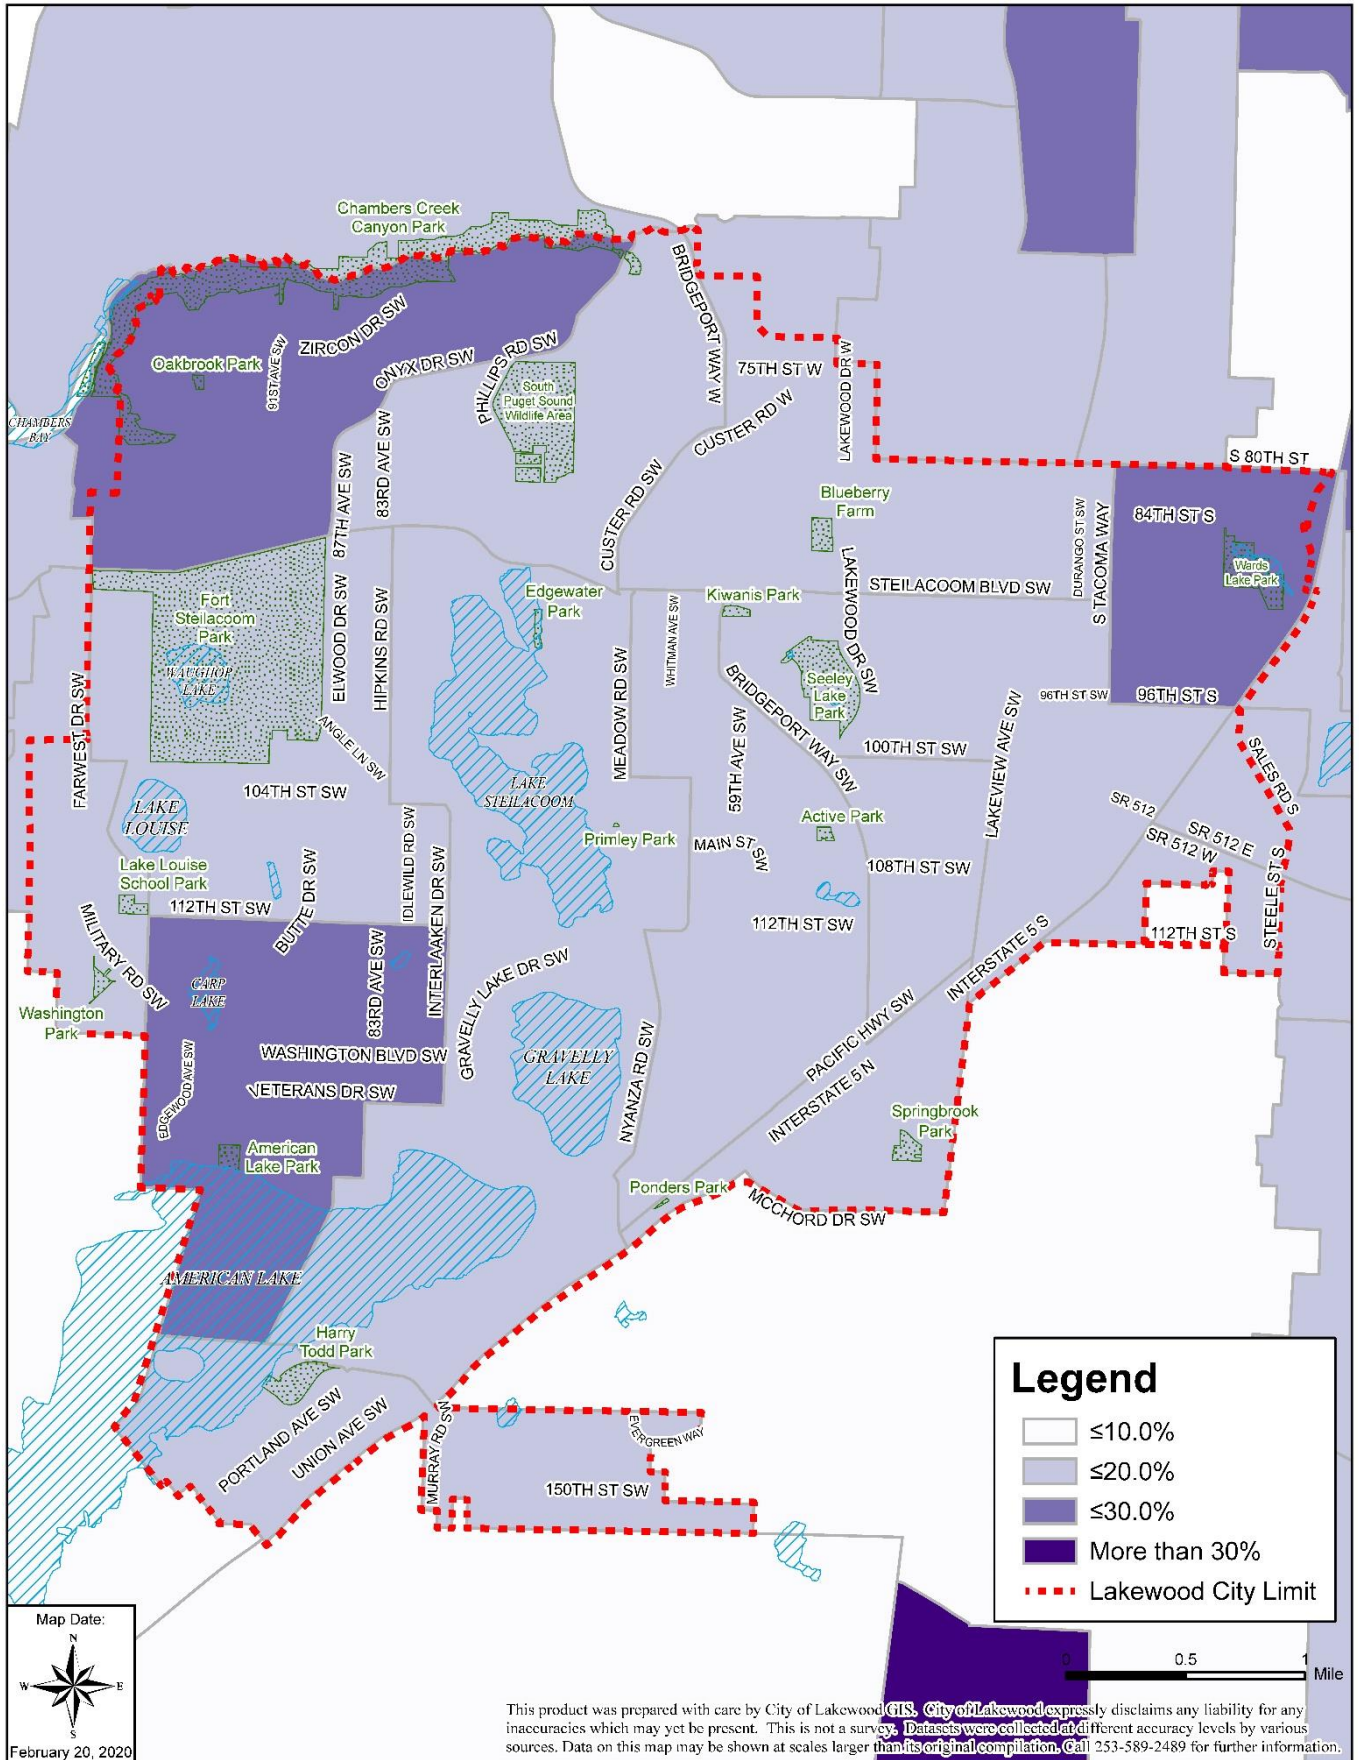 Chambers Creek
Canyon Park
BRIDGEPORT WAY W
ZIRCON DR SW
Oakbrook Park
91ST AVE SW
ONYX DR SW
PHILLIPS RD SW
75TH ST W
LAKEWOOD DR W
South
Puget Sound
Wildlife Area
CHAMBERS
BAY
CUSTER RD W
83RD AVE SW
87TH AVE SW
CUSTER RD SW
S 80TH ST
Blueberry
Farm
84TH ST S
DURANGO ST SW
S TACOMA WAY
Wards
Lake Park
STEILACOOM BLVD SW
LAKEWOOD DR SW
Edgewater
Park
Kiwanis Park
Fort
Steilacoom
Park
ELWOOD DR SW
HIPKINS RD SW
WHITMAN AVE SW
WAUGHOP
LAKE
MEADOW RD SW
Seeley
Lake
Park
BRIDGEPORT WAY SW
96TH ST SW
96TH ST S
FARWEST DR SW
ANGLE LN SW
59TH AVE SW
100TH ST SW
LAKEVIEW AVE SW
SALES RD S
LAKE
STEILACOOM
104TH ST SW
LAKE
LOUISE
SR 512
SR 512 E
SR 512 W
Active Park
Primley Park
MAIN ST SW
IDLEWILD RD SW
INTERLAAKEN DR SW
108TH ST SW
Lake Louise
School Park
BUTTE DR SW
112TH ST SW
STEELE ST S
112TH ST SW
112TH ST S
MILITARY RD SW
83RD AVE SW
GRAVELLY LAKE DR SW
INTERSTATE 5 S
CARP
LAKE
Washington
Park
WASHINGTON BLVD SW
GRAVELLY
LAKE
NYANZA RD SW
PACIFIC HWY SW
INTERSTATE 5 N
EDGEWOOD AVE SW
VETERANS DR SW
Springbrook
Park
American
Lake Park
Ponders Park
MCCHORD DR SW
AMERICAN LAKE
Harry
Todd Park
PORTLAND AVE SW
UNION AVE SW
MURRAY RD SW
EVERGREEN WAY
150TH ST SW
Legend
≤10.0%
≤20.0%
≤30.0%
More than 30%
Lakewood City Limit
Map Date:
N
W E
S
February 20, 2020
0 0.5 1
Mile
This product was prepared with care by City of Lakewood GIS. City of Lakewood expressly disclaims any liability for any
inaccuracies which may yet be present. This is not a survey. Datasets were collected at different accuracy levels by various
sources. Data on this map may be shown at scales larger than its original compilation. Call 253-589-2489 for further information.